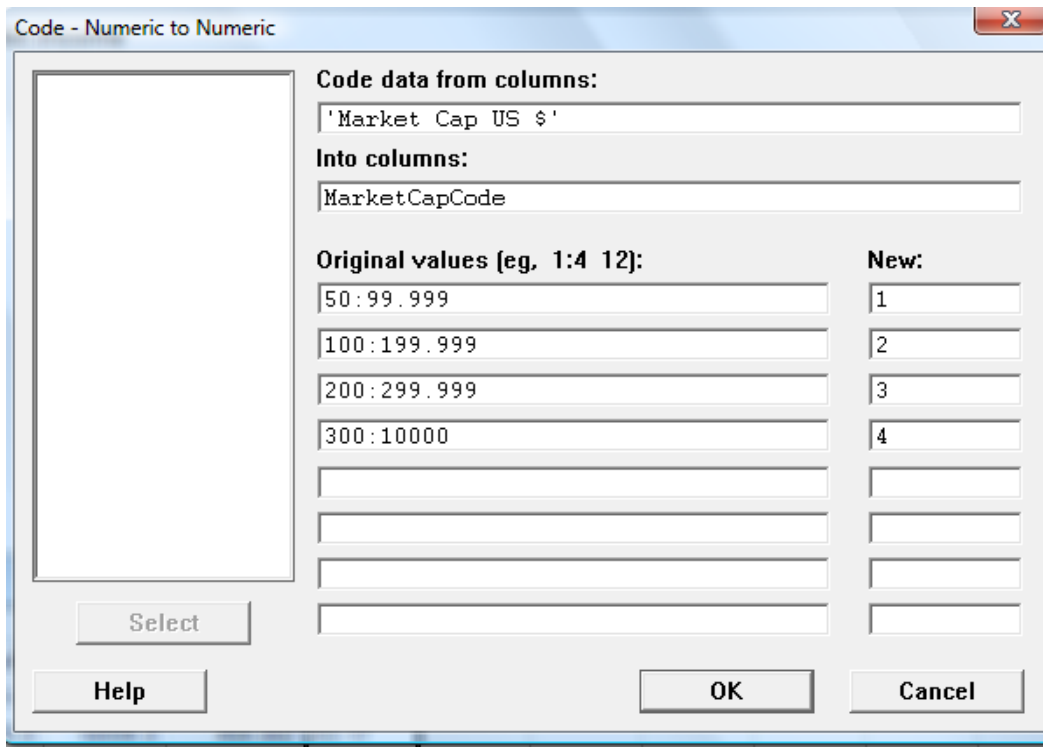 Code - Numeric to Numeric
Code data from columns:
'Market Cap US $'
Into columns:
MarketCapCode
Original values (eg, 1:4 12): New:
50:99.999 1
100:199.999 2
200:299.999 3
300:10000 4
Select
Help OK Cancel